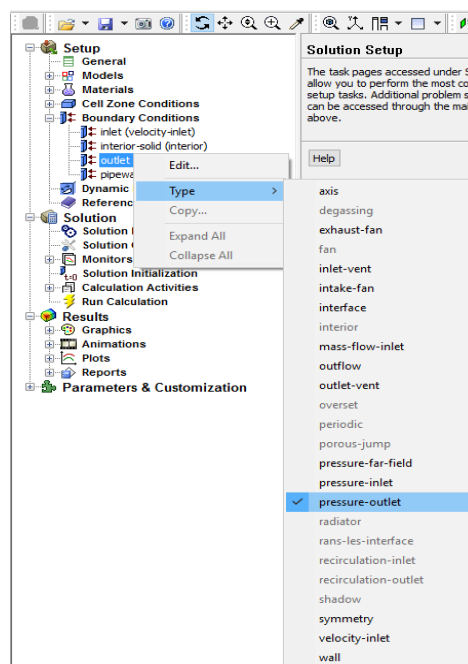 Setup
General
Models
Materials
Cell Zone Conditions
Boundary Conditions
inlet (velocity-inlet)
interior-solid (interior)
outlet
pipewa
Dynamic
Referenc
Solution
Solution
Solution
Monitors
Solution Initialization
Calculation Activities
Run Calculation
Results
Graphics
Animations
Plots
Reports
Parameters & Customization
Edit...
Type
Copy...
Expand All
Collapse All
Solution Setup
The task pages accessed under S
allow you to perform the most co
setup tasks. Additional problem s
can be accessed through the mai
above.
Help
axis
degassing
exhaust-fan
fan
inlet-vent
intake-fan
interface
interior
mass-flow-inlet
outflow
outlet-vent
overset
periodic
porous-jump
pressure-far-field
pressure-inlet
pressure-outlet
radiator
rans-les-interface
recirculation-inlet
recirculation-outlet
shadow
symmetry
velocity-inlet
wall